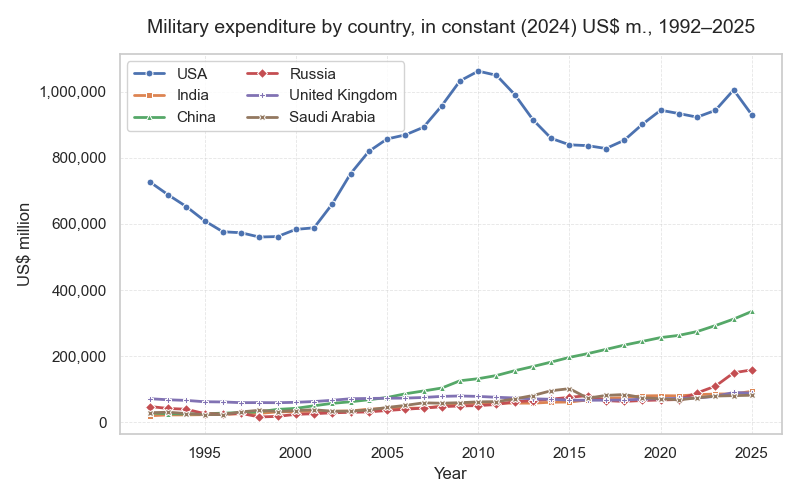 Military expenditure by country, in constant (2024) US$ m., 1992–2025
USA
India
China
Russia
United Kingdom
Saudi Arabia
US$ million
1,000,000
800,000
600,000
400,000
200,000
0
1995 2000 2005 2010 2015 2020 2025
Year